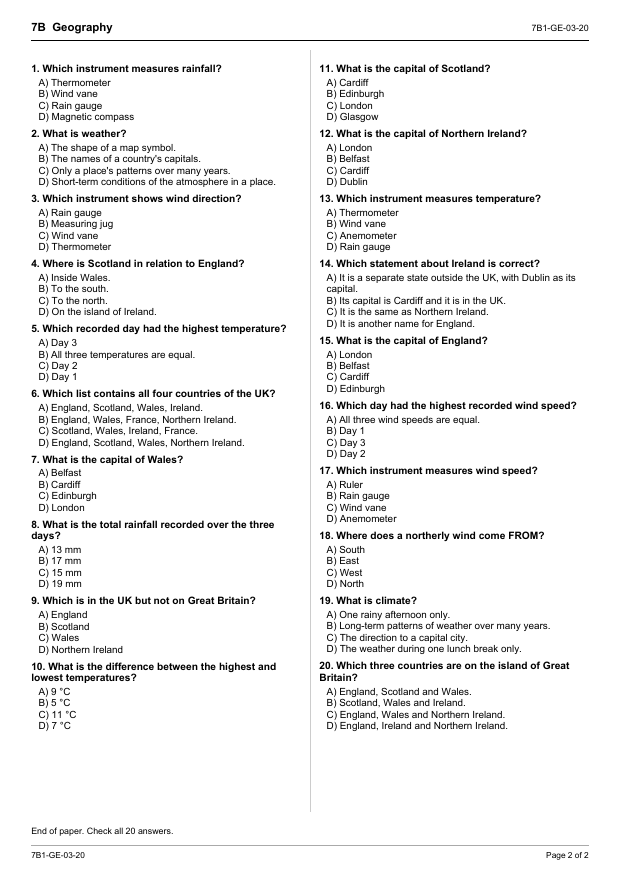 7B Geography
7B1-GE-03-20
1. Which instrument measures rainfall?
A) Thermometer
B) Wind vane
C) Rain gauge
D) Magnetic compass
2. What is weather?
A) The shape of a map symbol.
B) The names of a country's capitals.
C) Only a place's patterns over many years.
D) Short-term conditions of the atmosphere in a place.
3. Which instrument shows wind direction?
A) Rain gauge
B) Measuring jug
C) Wind vane
D) Thermometer
4. Where is Scotland in relation to England?
A) Inside Wales.
B) To the south.
C) To the north.
D) On the island of Ireland.
5. Which recorded day had the highest temperature?
A) Day 3
B) All three temperatures are equal.
C) Day 2
D) Day 1
6. Which list contains all four countries of the UK?
A) England, Scotland, Wales, Ireland.
B) England, Wales, France, Northern Ireland.
C) Scotland, Wales, Ireland, France.
D) England, Scotland, Wales, Northern Ireland.
7. What is the capital of Wales?
A) Belfast
B) Cardiff
C) Edinburgh
D) London
8. What is the total rainfall recorded over the three
days?
A) 13 mm
B) 17 mm
C) 15 mm
D) 19 mm
9. Which is in the UK but not on Great Britain?
A) England
B) Scotland
C) Wales
D) Northern Ireland
10. What is the difference between the highest and
lowest temperatures?
A) 9 °C
B) 5 °C
C) 11 °C
D) 7 °C
11. What is the capital of Scotland?
A) Cardiff
B) Edinburgh
C) London
D) Glasgow
12. What is the capital of Northern Ireland?
A) London
B) Belfast
C) Cardiff
D) Dublin
13. Which instrument measures temperature?
A) Thermometer
B) Wind vane
C) Anemometer
D) Rain gauge
14. Which statement about Ireland is correct?
A) It is a separate state outside the UK, with Dublin as its
capital.
B) Its capital is Cardiff and it is in the UK.
C) It is the same as Northern Ireland.
D) It is another name for England.
15. What is the capital of England?
A) London
B) Belfast
C) Cardiff
D) Edinburgh
16. Which day had the highest recorded wind speed?
A) All three wind speeds are equal.
B) Day 1
C) Day 3
D) Day 2
17. Which instrument measures wind speed?
A) Ruler
B) Rain gauge
C) Wind vane
D) Anemometer
18. Where does a northerly wind come FROM?
A) South
B) East
C) West
D) North
19. What is climate?
A) One rainy afternoon only.
B) Long-term patterns of weather over many years.
C) The direction to a capital city.
D) The weather during one lunch break only.
20. Which three countries are on the island of Great
Britain?
A) England, Scotland and Wales.
B) Scotland, Wales and Ireland.
C) England, Wales and Northern Ireland.
D) England, Ireland and Northern Ireland.
End of paper. Check all 20 answers.
7B1-GE-03-20
Page 2 of 2